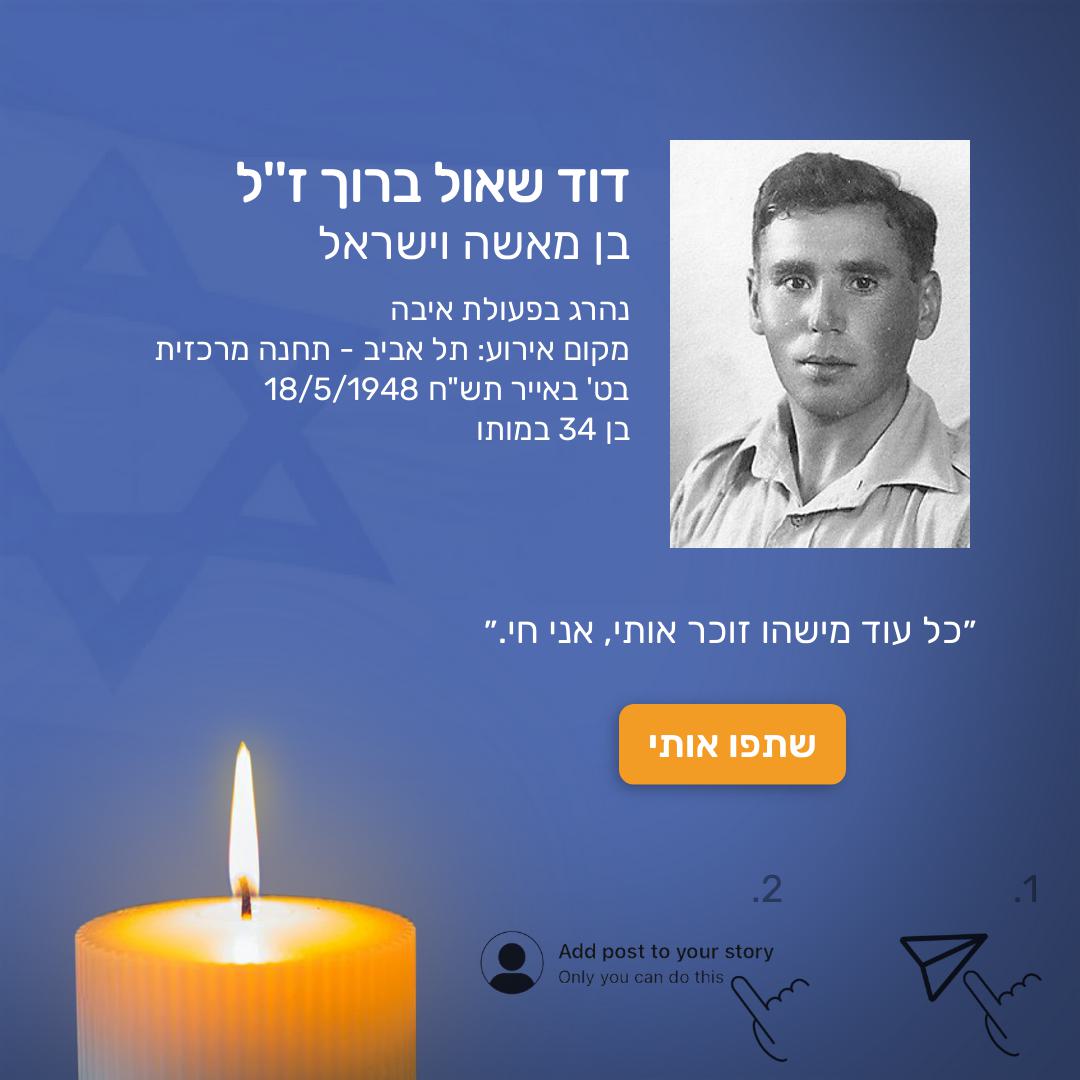 דוד שאול ברוך ז"ל
בן מאשה וישראל
נהרג בפעולת איבה
מקום אירוע: תל אביב - תחנה מרכזית
בט' באייר תש"ח 18/5/1948
בן 34 במותו
״כל עוד מישהו זוכר אותי, אני חי.״
שתפו אותי
1.
2.
Add post to your story
Only you can do this